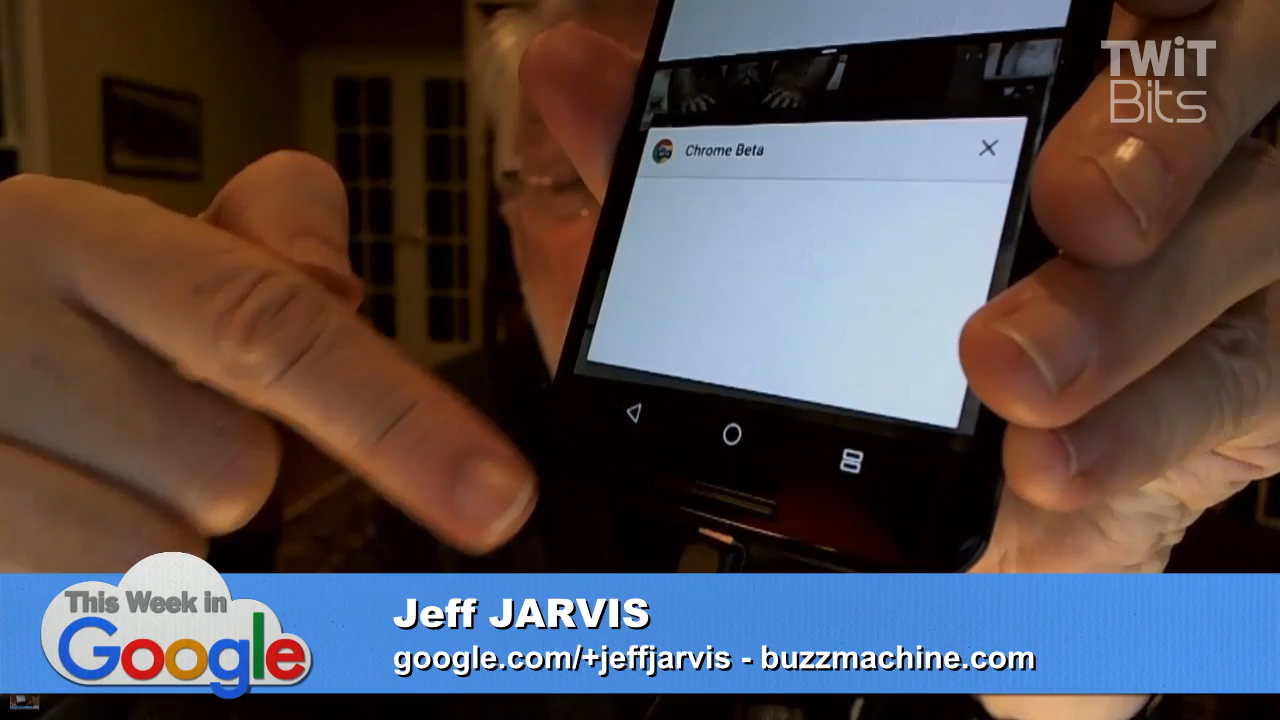 TWiT
Bits
Chrome Beta
This Week in
Google
Jeff JARVIS
google.com/+jeffjarvis - buzzmachine.com